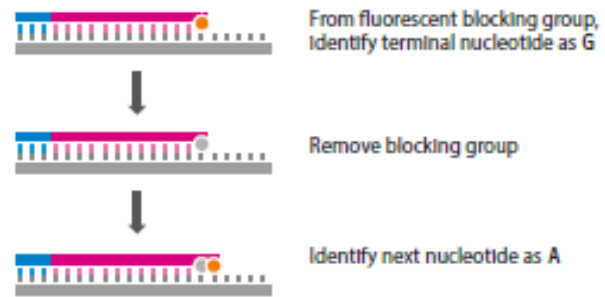 From fluorescent blocking group,
identify terminal nucleotide as G
Remove blocking group
Identify next nucleotide as A